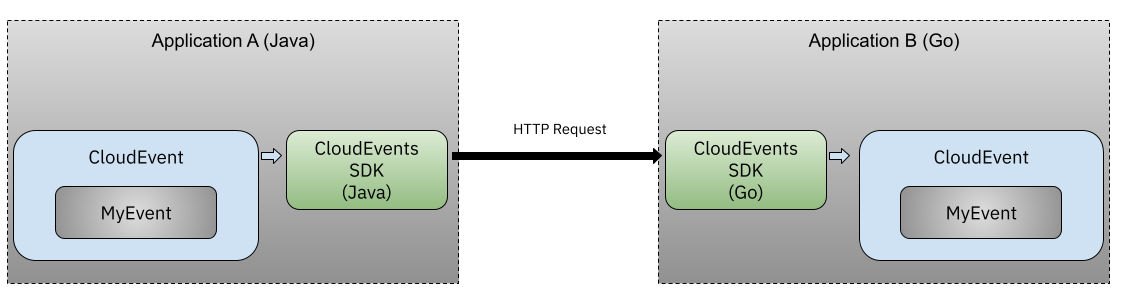 Application A (Java)
CloudEvent
MyEvent
CloudEvents
SDK
(Java)
HTTP Request
Application B (Go)
CloudEvents
SDK
(Go)
CloudEvent
MyEvent